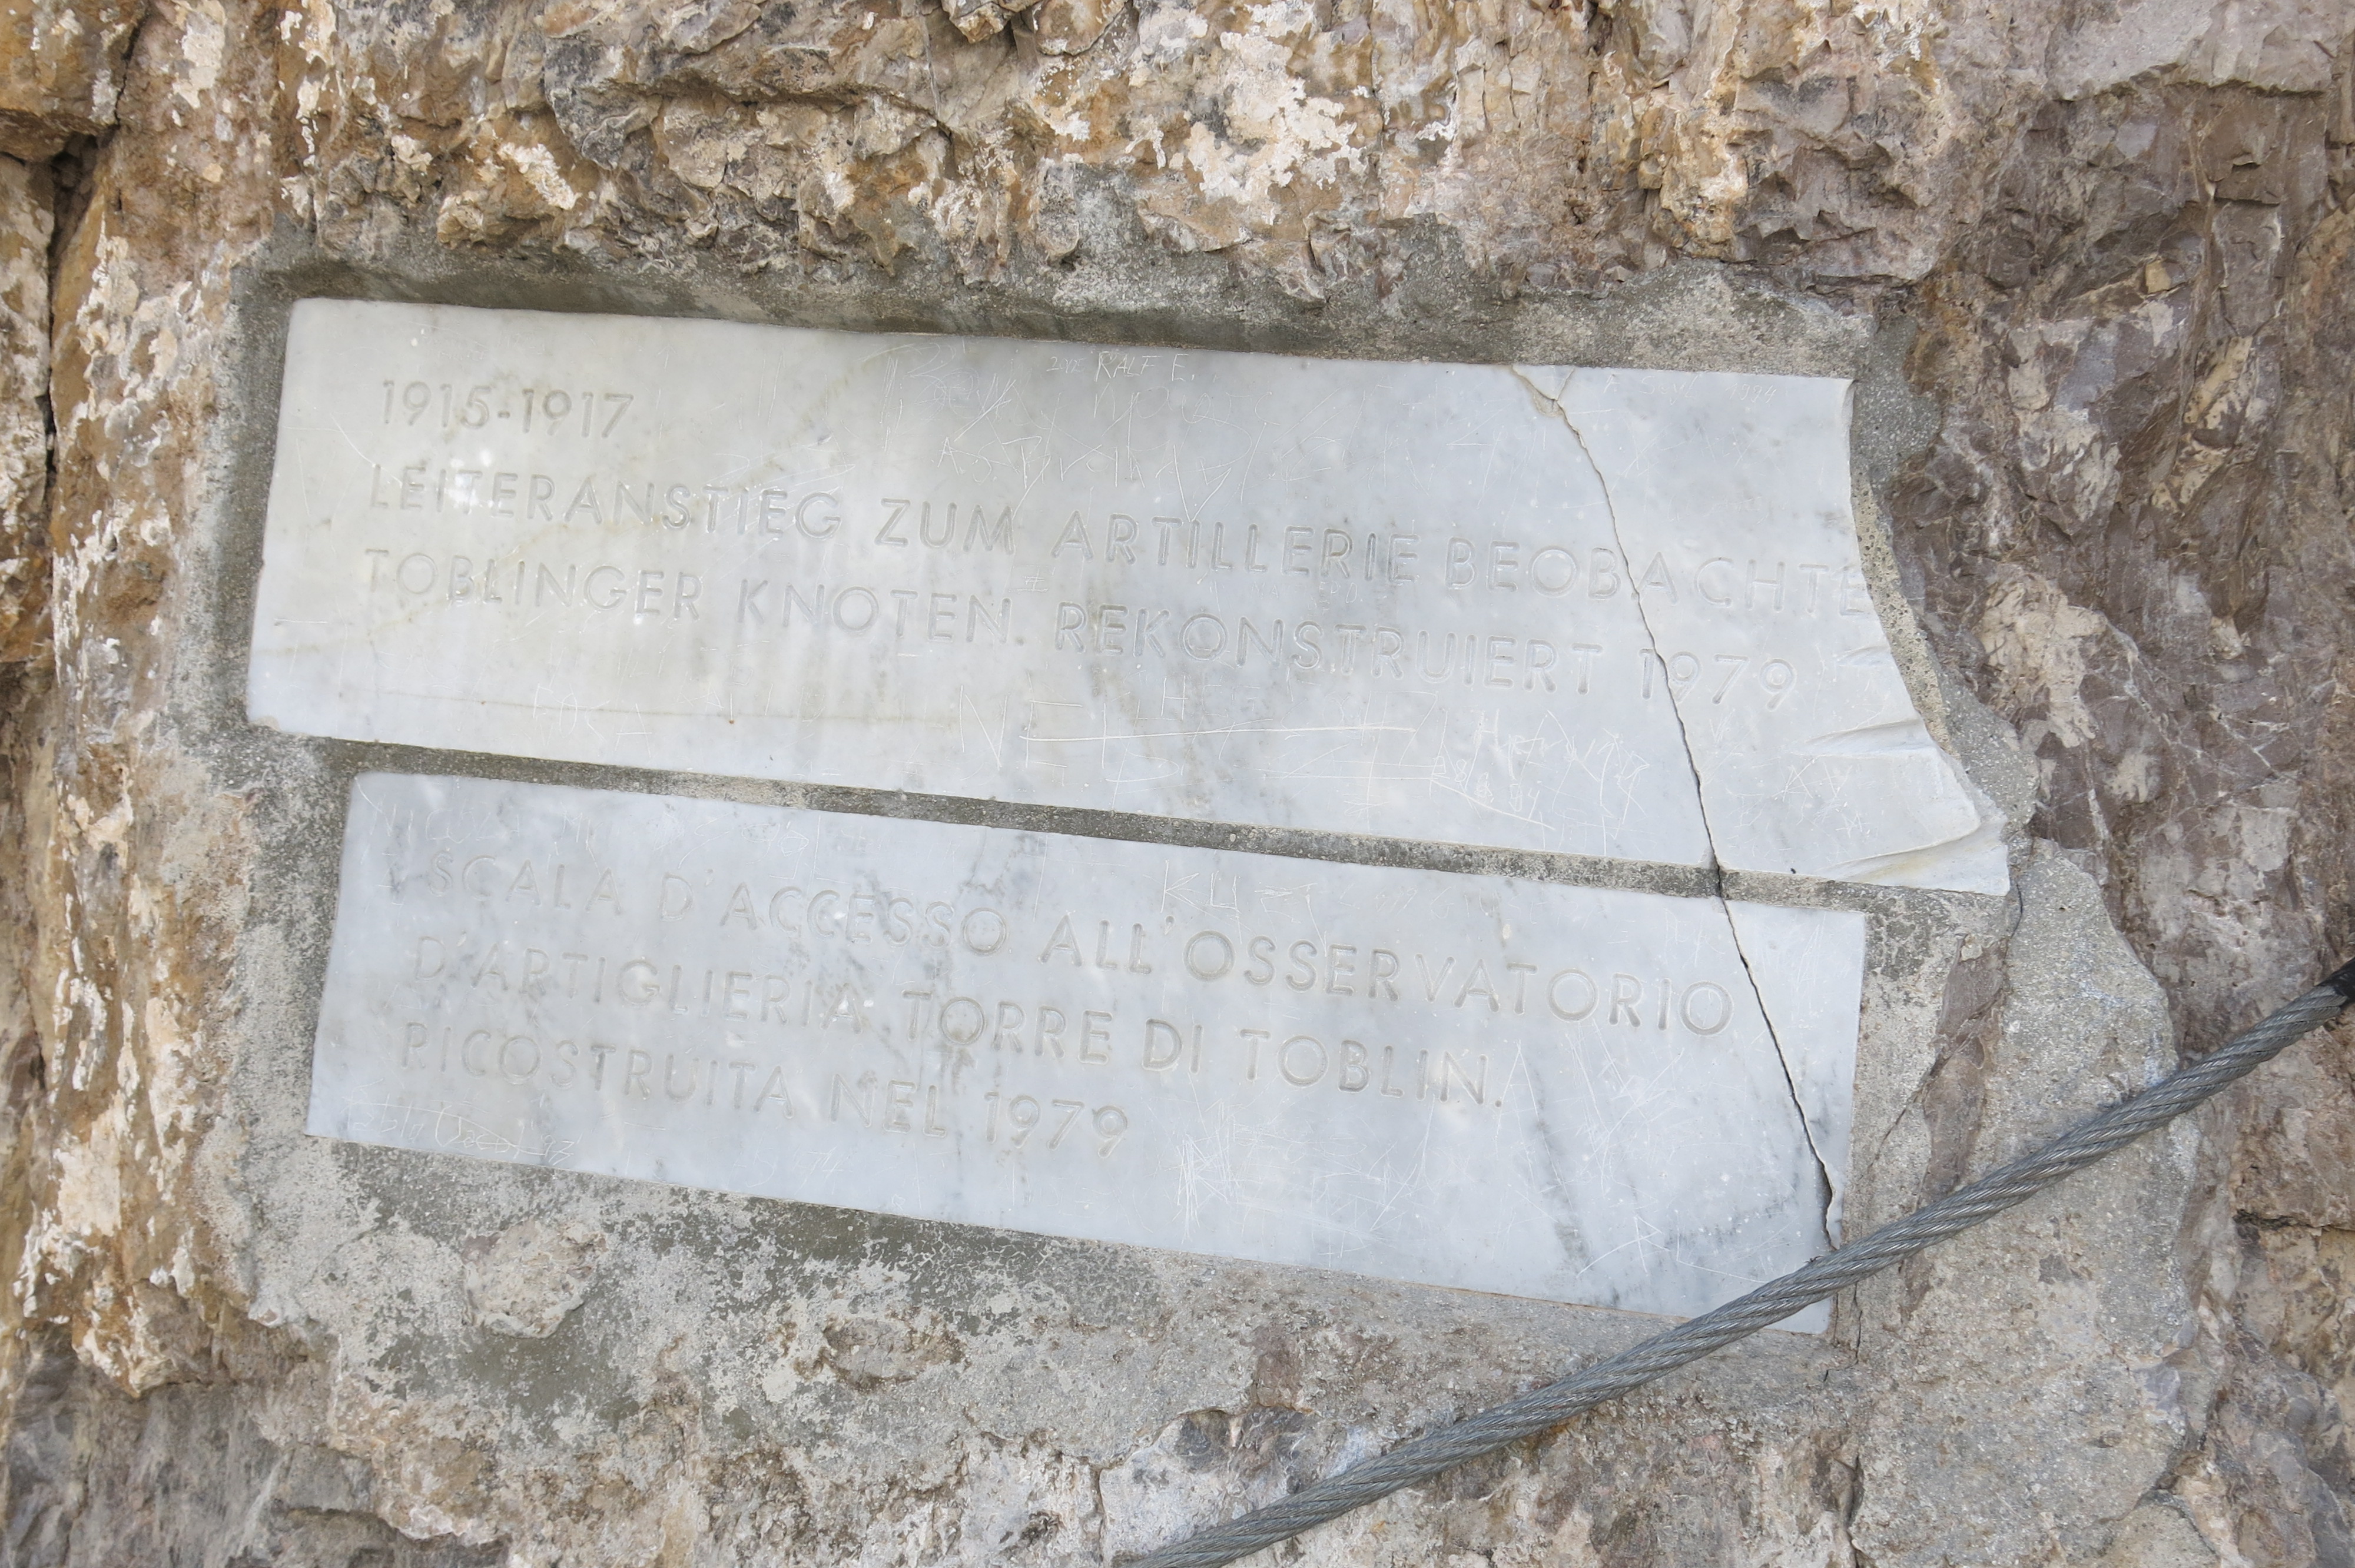 1915-1917
LEITERANSTIEG ZUM ARTILLERIE BEOBACHTE
TOBLINGER KNOTEN. REKONSTRUIERT 1979
SCALA D'ACCESSO ALL'OSSERVATORIO
D'ARTIGLIERIA TORRE DI TOBLIN.
RICOSTRUITA NEL 1979
RALF E.